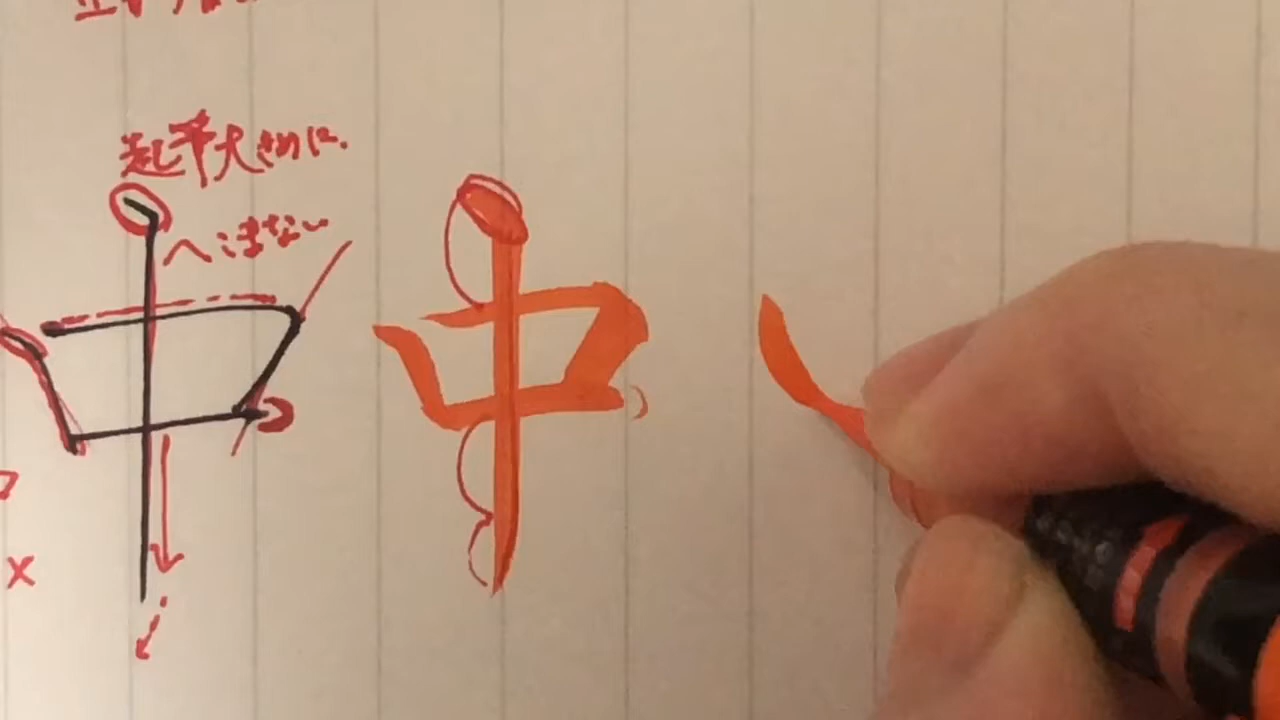 起筆大きめに.
へこまない
中 中
x